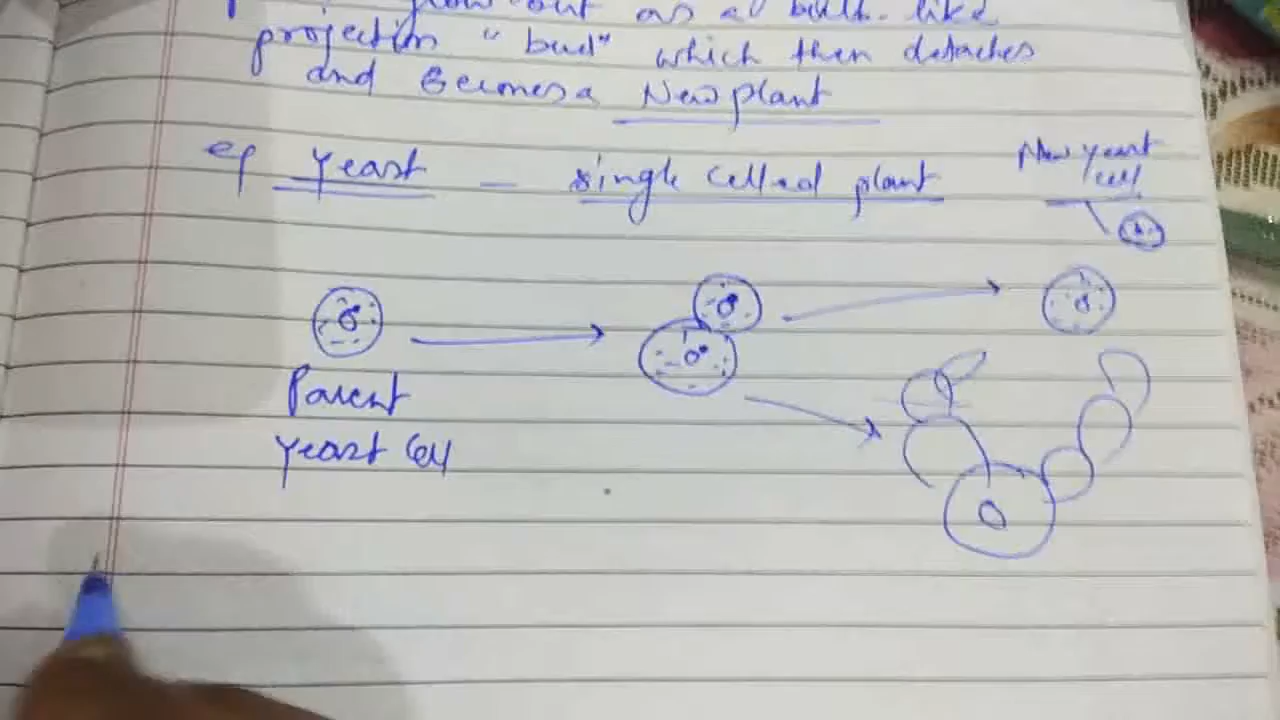 grow out as a bulb-like
projection "bud" which then detaches
and Becomes a New plant
eg Yeast - single celled plant
New yeast
cell
Parent
Yeast Cell